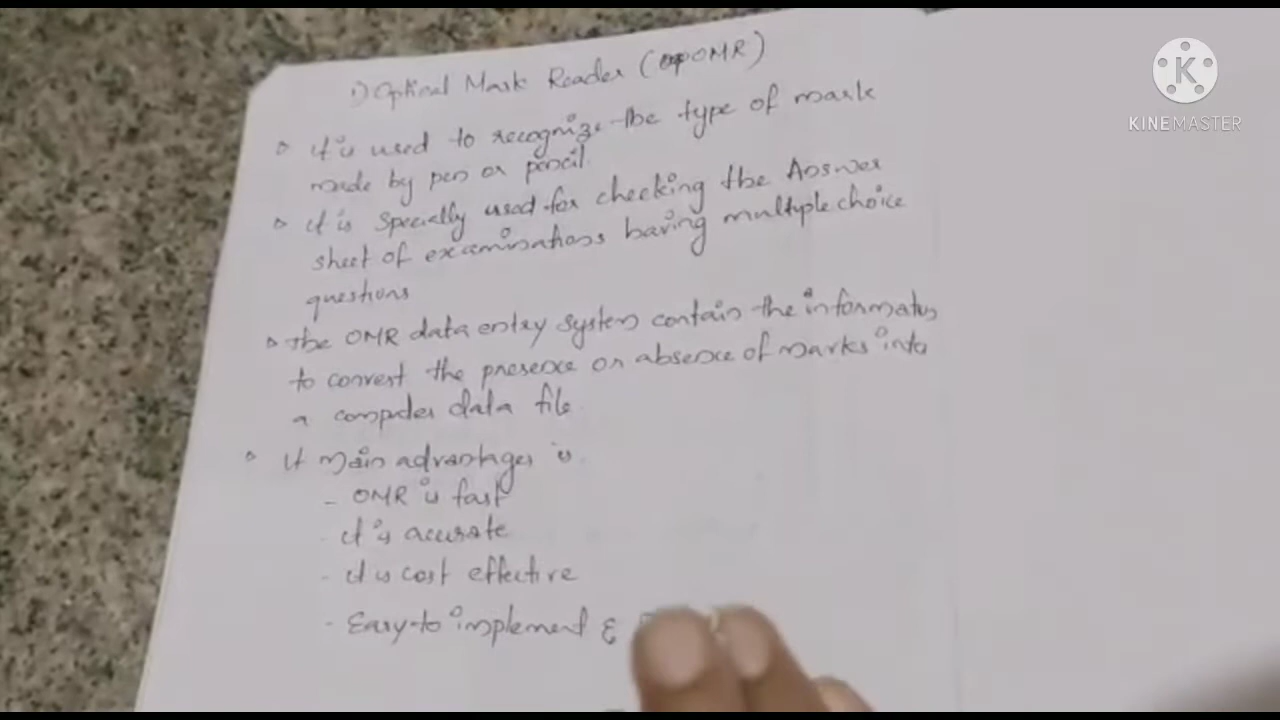 1) Optical Mask Reader (OMR)
It is used to recognize the type of mask
made by pen or pencil
It is specially used for checking the Answer
sheet of examinations having multiple choice
questions
the OMR data entry system contain the information
to convert the presence or absence of marks into
a computer data file
It main advantages is
- OMR is fast
- it is accurate
- it is cost effective
- Easy to implement &
K
KINEMASTER